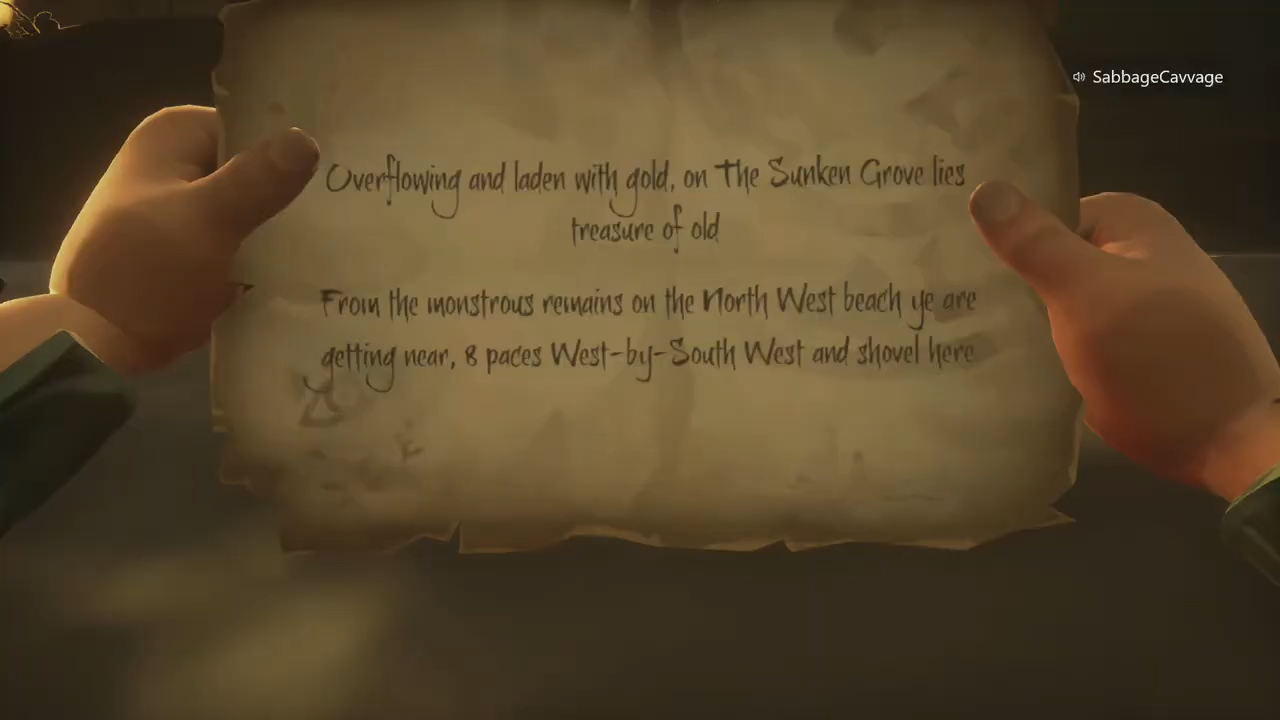 SabbageCavvage
Overflowing and laden with gold, on The Sunken Grove lies
treasure of old
From the monstrous remains on the North West beach ye are
getting near, 8 paces West-by-South West and shovel here